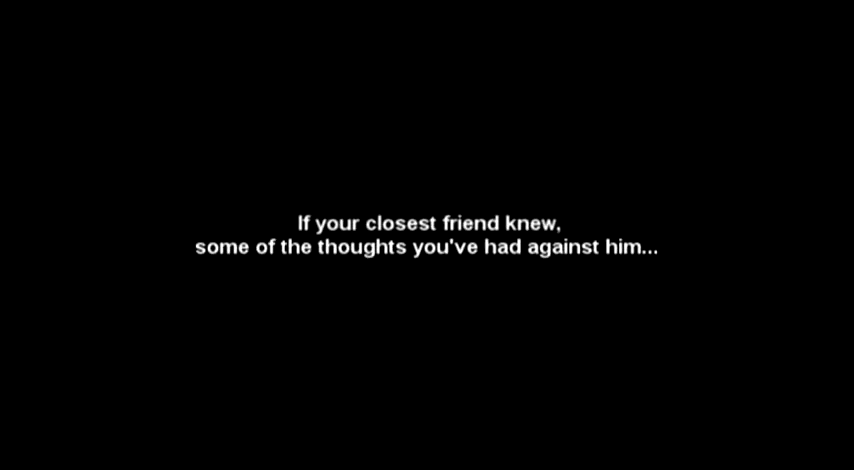 If your closest friend knew,
some of the thoughts you've had against him...